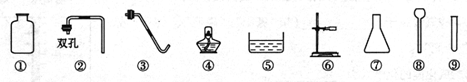 双孔
① ② ③ ④ ⑤ ⑥ ⑦ ⑧ ⑨